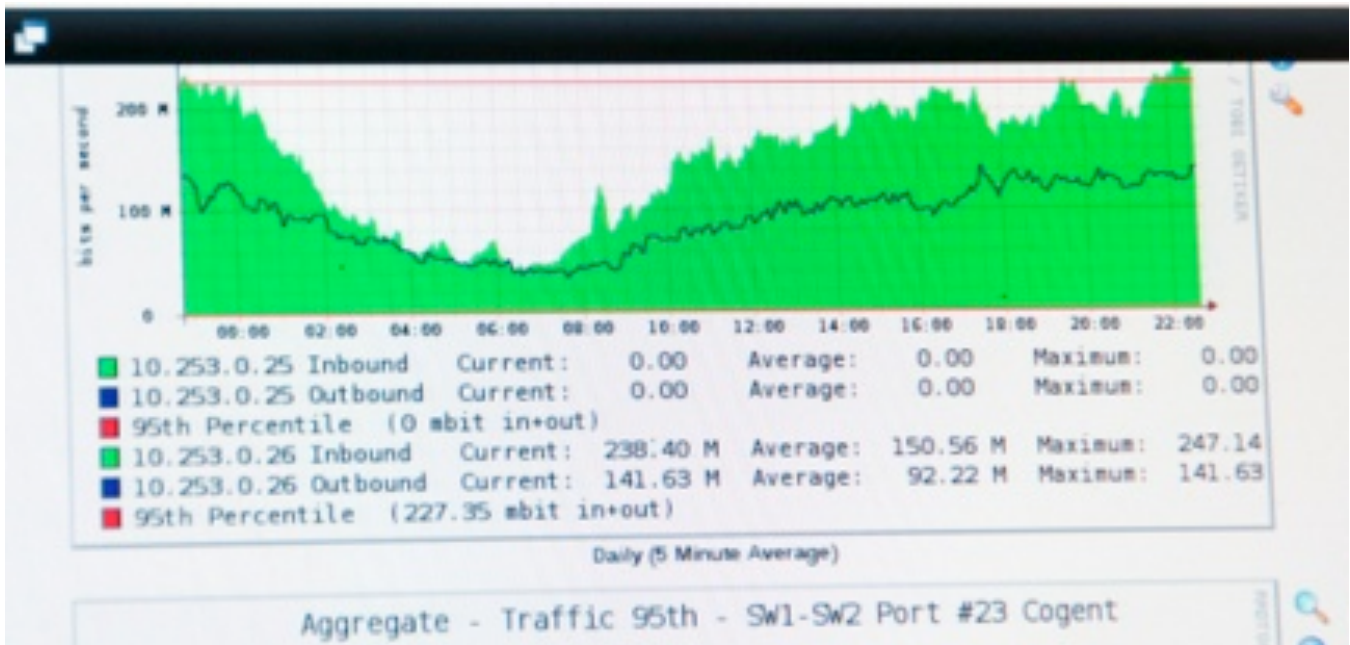 200 M
bits per second
100 M
0
00:00 02:00 04:00 06:00 08:00 10:00 12:00 14:00 16:00 18:00 20:00 22:00
10.253.0.25 Inbound Current: 0.00 Average: 0.00 Maximum: 0.00
10.253.0.25 Outbound Current: 0.00 Average: 0.00 Maximum: 0.00
95th Percentile (0 mbit in+out)
10.253.0.26 Inbound Current: 238.40 M Average: 150.56 M Maximum: 247.14
10.253.0.26 Outbound Current: 141.63 M Average: 92.22 M Maximum: 141.63
95th Percentile (227.35 mbit in+out)
Daily (5 Minute Average)
Aggregate - Traffic 95th - SW1-SW2 Port #23 Cogent
/ TOBI OETIKER